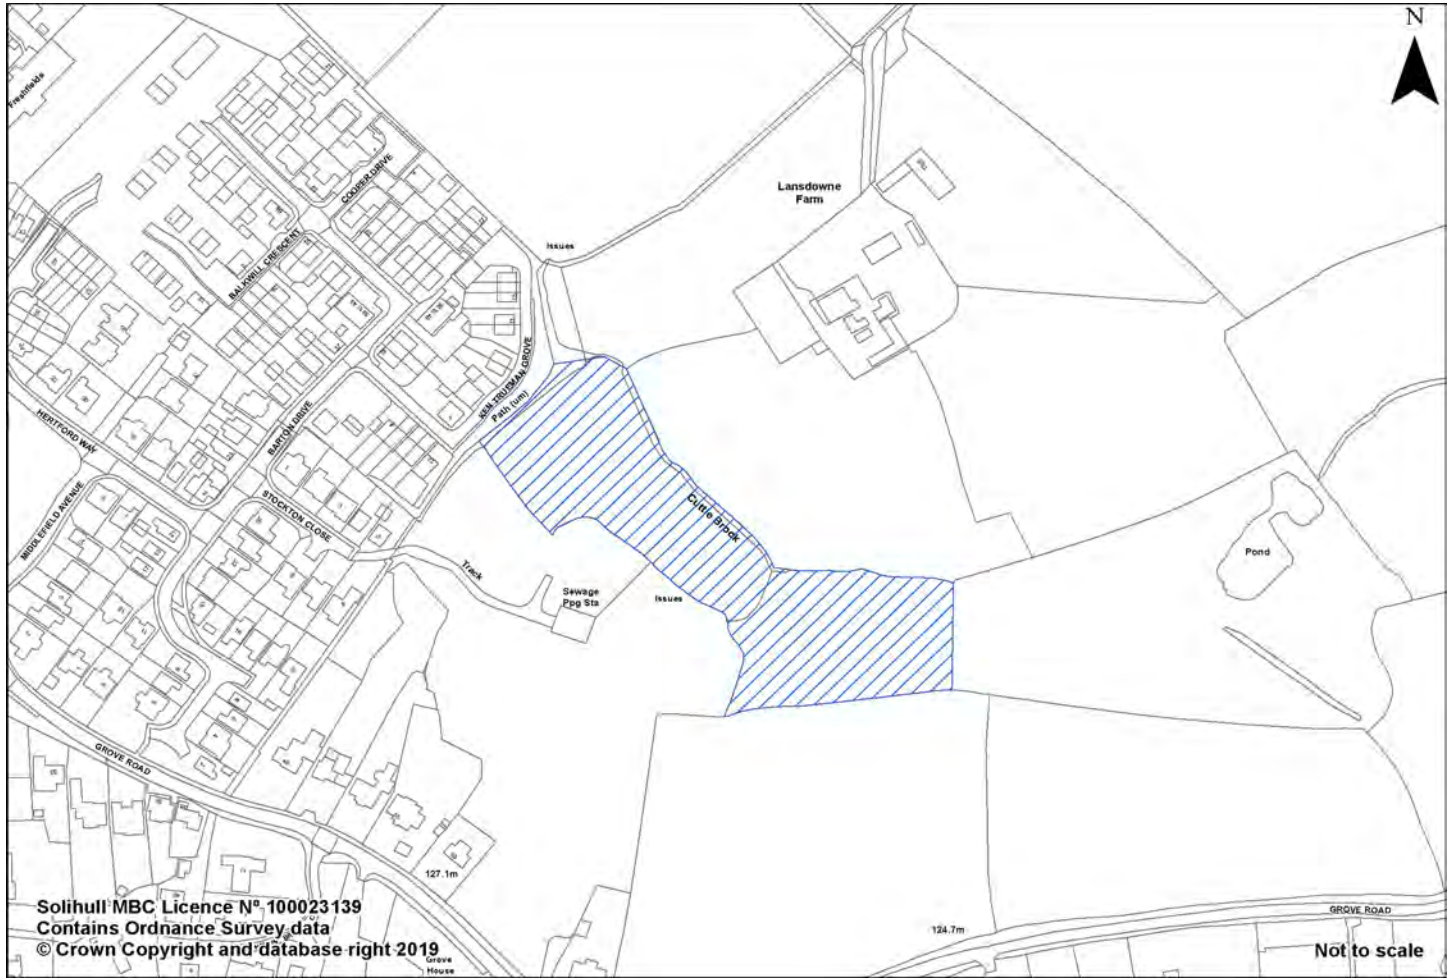 N
Freshfields
COOPER DRIVE
Lansdowne
Farm
BALKWILL CRESCENT
Issues
KEN TRUEMAN GROVE
Path (um)
HERTFORD WAY
BARTON DRIVE
MIDDLEFIELD AVENUE
STOCKTON CLOSE
Cuttle Brook
Pond
Track
Sewage
Ppg Sta
Issues
GROVE ROAD
127.1m
Solihull MBC Licence Nº 100023139
Contains Ordnance Survey data
© Crown Copyright and database right 2019
Grove
House
124.7m
GROVE ROAD
Not to scale